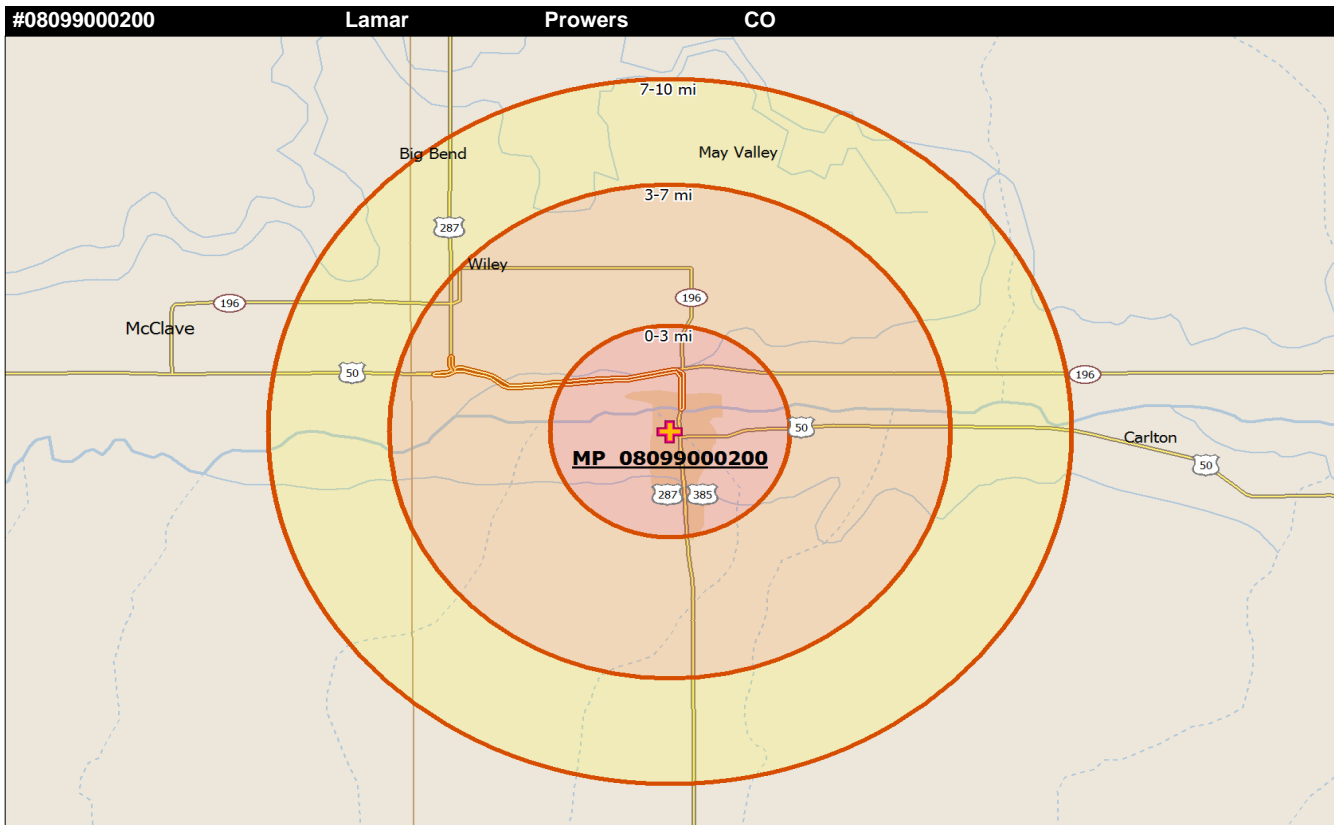 #08099000200 Lamar Prowers CO
7-10 mi
Big Bend
May Valley
3-7 mi
287
Wiley
196
196
McClave
0-3 mi
50
196
50
Carlton
MP 08099000200
50
287
385